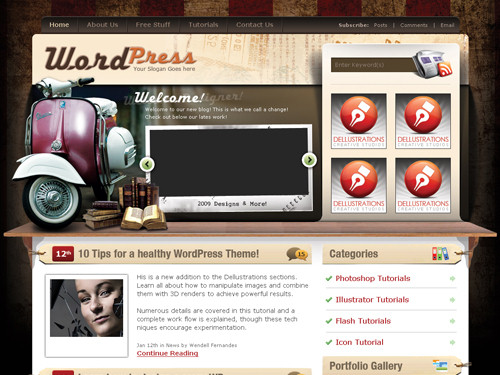 Home About Us Free Stuff Tutorials Contact Us
Subscribe: Posts | Comments | Email
WordPress
Your Slogan Goes here
Enter Keyword(s)
Welcome!
Welcome to our new blog! This is what we call a change!
Check out below our lates work!
2009 Designs & More!
DELLUSTRATIONS
CREATIVE STUDIOS
DELLUSTRATIONS
CREATIVE STUDIOS
DELLUSTRATIONS
CREATIVE STUDIOS
DELLUSTRATIONS
CREATIVE STUDIOS
12th 10 Tips for a healthy WordPress Theme! 15
His is a new addition to the Dellustrations sections.
Learn all about how to manipulate images and combine
them with 3D renders to achieve powerful results.
Numerous details are covered in this tutorial and a
complete work flow is explained, though these tech
niques encourage experimentation.
Jan 12th in News by Wendell Fernandes
Continue Reading
Categories
Photoshop Tutorials
Illustrator Tutorials
Flash Tutorials
Icon Tutorial
Portfolio Gallery